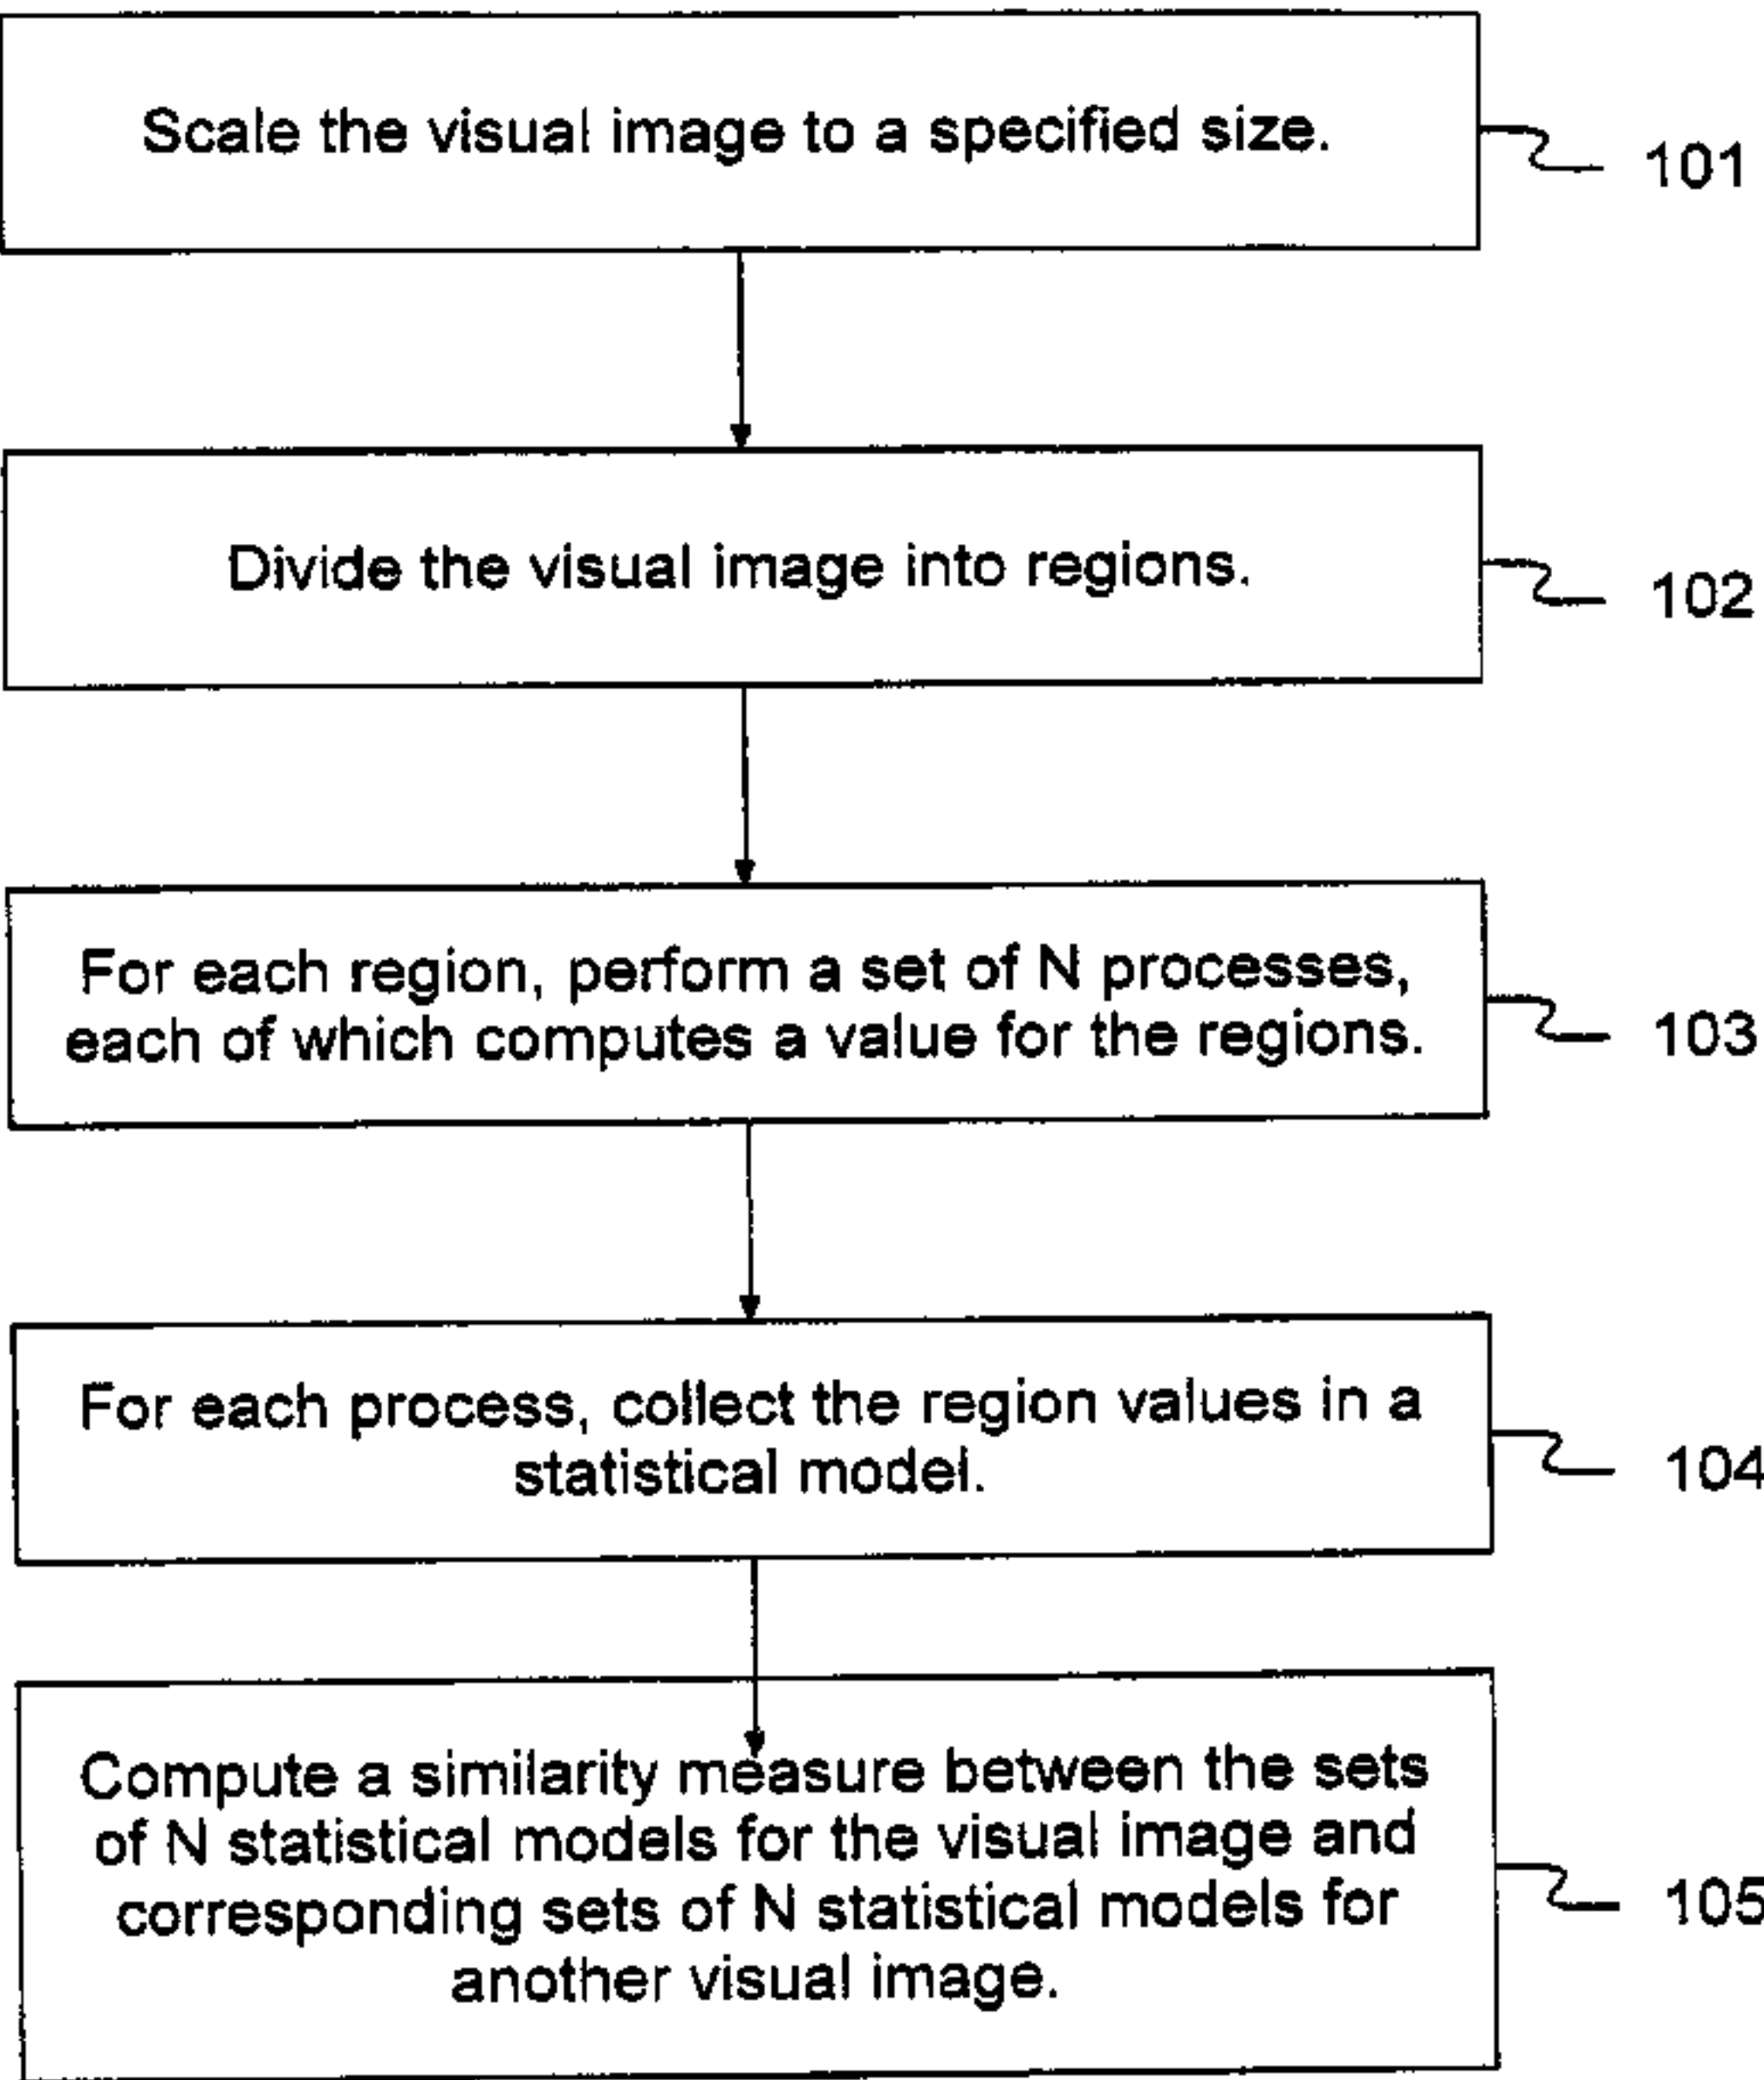 Scale the visual image to a specified size.
101
Divide the visual image into regions.
102
For each region, perform a set of N processes,
each of which computes a value for the regions.
103
For each process, collect the region values in a
statistical model.
104
Compute a similarity measure between the sets
of N statistical models for the visual image and
corresponding sets of N statistical models for
another visual image.
105